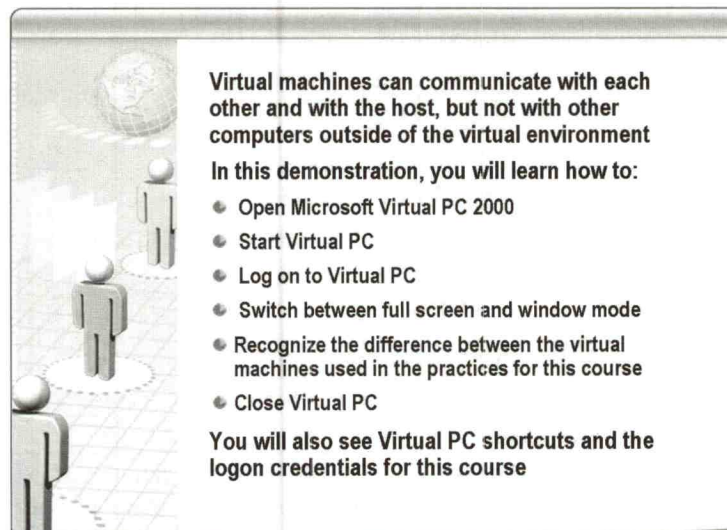 Virtual machines can communicate with each
other and with the host, but not with other
computers outside of the virtual environment
In this demonstration, you will learn how to:
Open Microsoft Virtual PC 2000
Start Virtual PC
Log on to Virtual PC
Switch between full screen and window mode
Recognize the difference between the virtual
machines used in the practices for this course
Close Virtual PC
You will also see Virtual PC shortcuts and the
logon credentials for this course